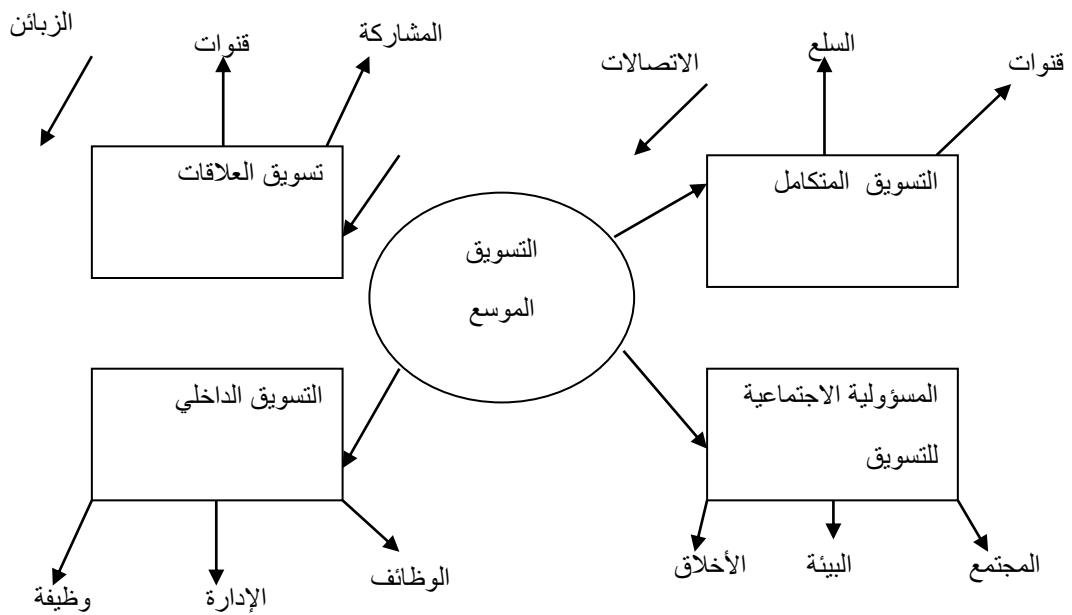 السلع
قنوات
الاتصالات
المشاركة
قنوات
الزبائن
التسويق المتكامل
تسويق العلاقات
التسويق
الموسع
المسؤولية الاجتماعية
للتسويق
التسويق الداخلي
المجتمع
البيئة
الأخلاق
الوظائف
الإدارة
وظيفة